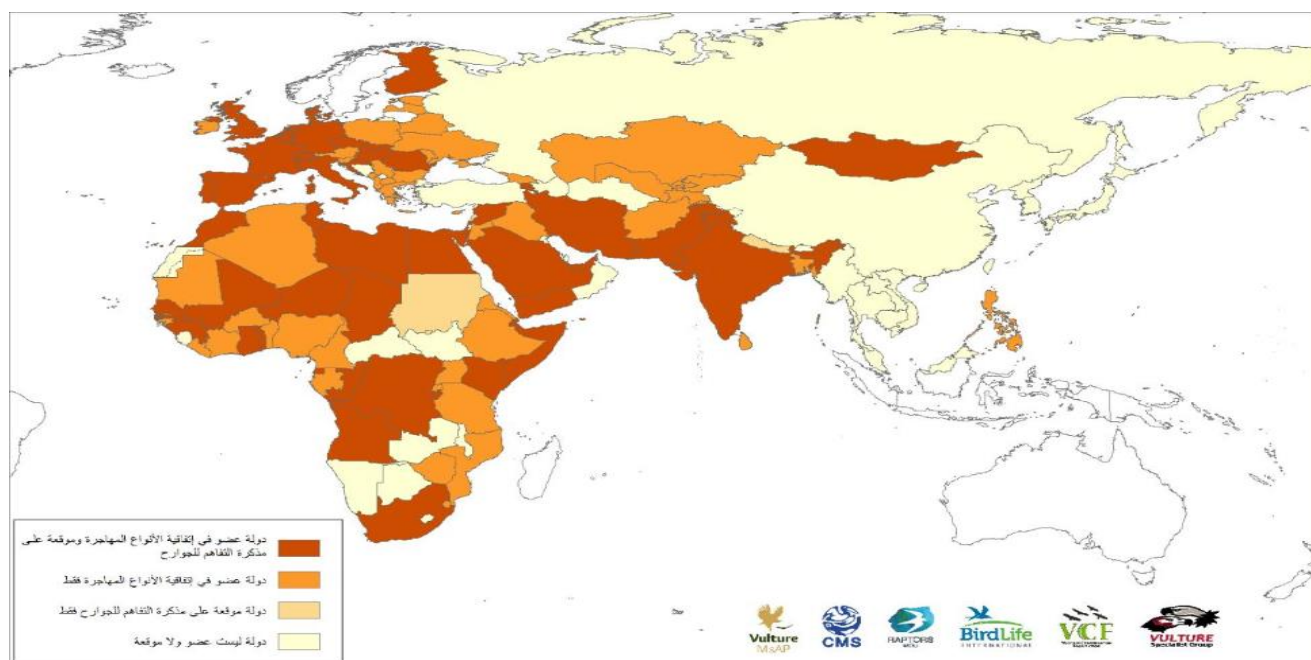 دولة عضو في إتفاقية الأنواع المهاجرة وموقعة على
مذكرة التفاهم للجوارح
دولة عضو في إتفاقية الأنواع المهاجرة فقط
دولة موقعة على مذكرة التفاهم للجوارح فقط
دولة ليست عضو ولا موقعة
Vulture
MsAP
CMS
RAPTORS
MOU
BirdLife
INTERNATIONAL
VCF
VULTURE
Specialist Group